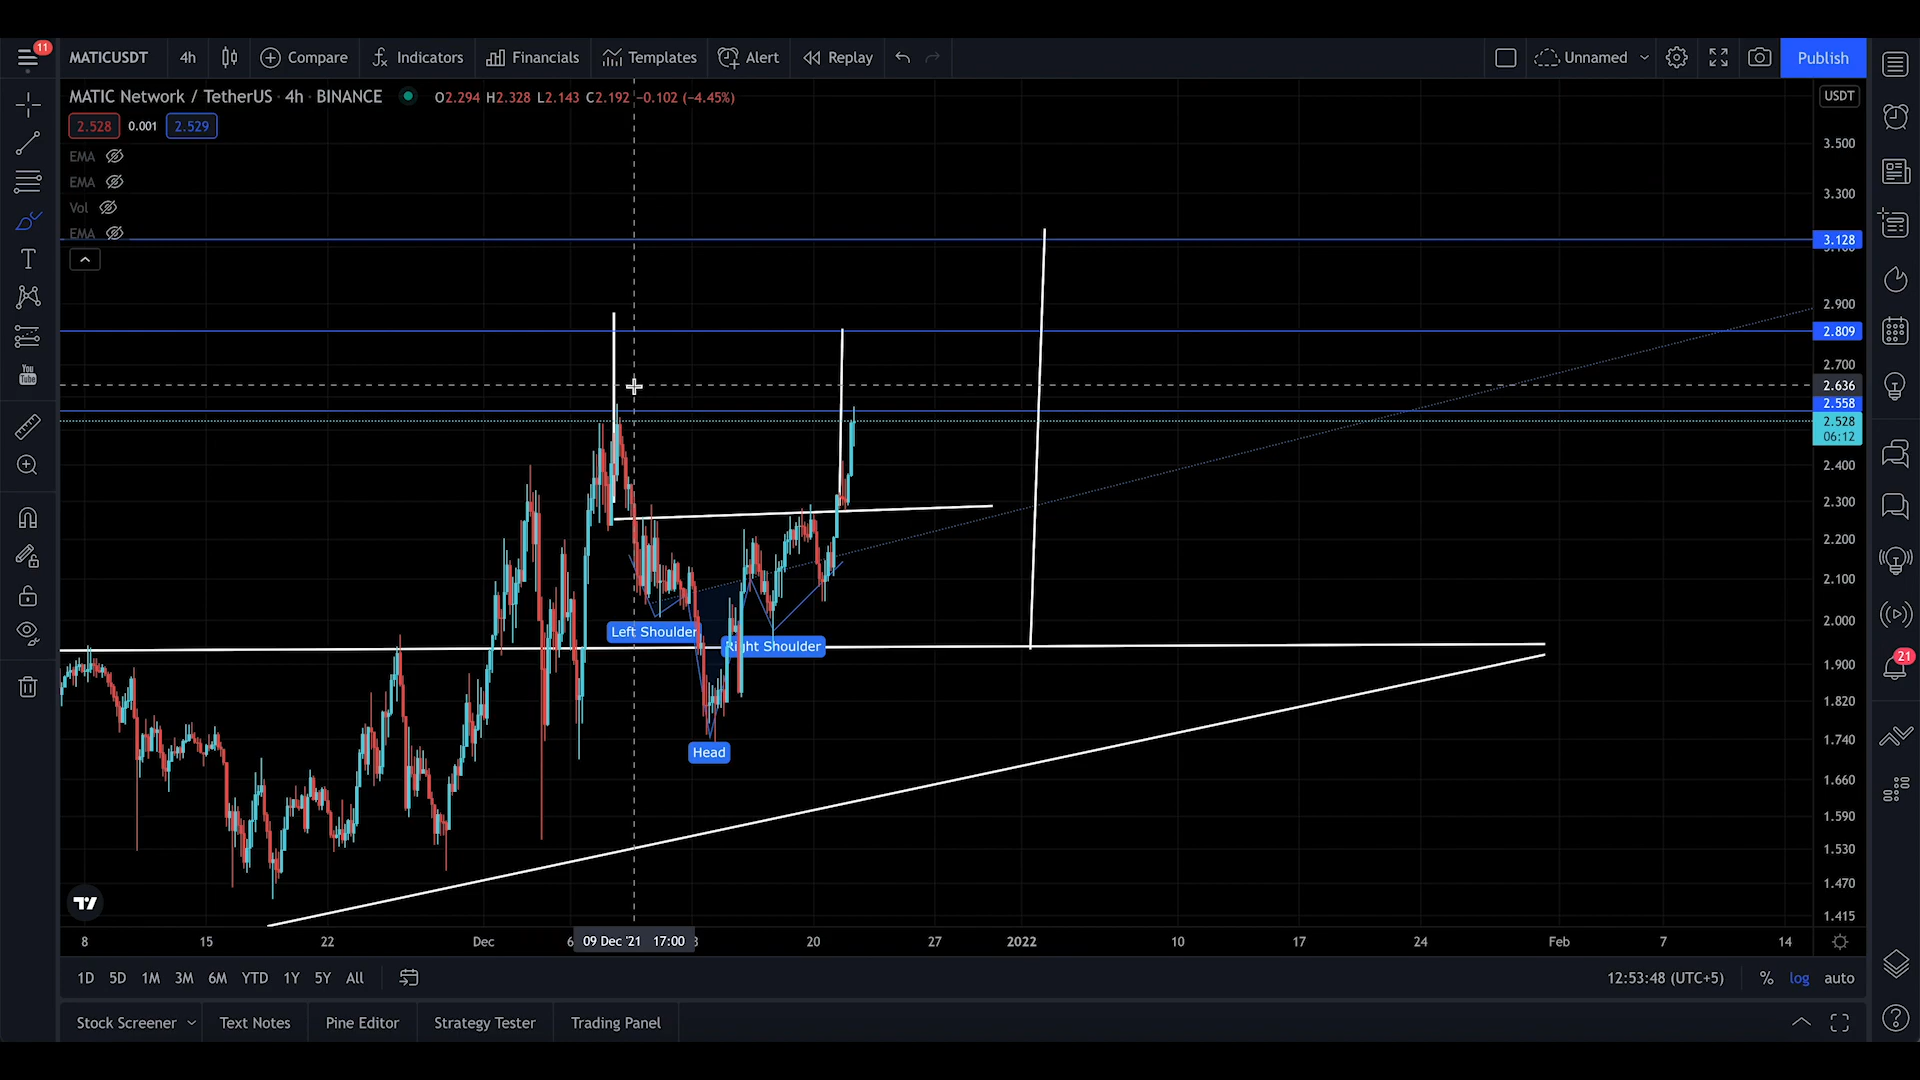 11
MATICUSDT 4h Compare Indicators Financials Templates Alert Replay Unnamed Publish
MATIC Network / TetherUS · 4h · BINANCE O2.294 H2.328 L2.143 C2.192 −0.102 (−4.45%) USDT
2.528 0.001 2.529
EMA
EMA
Vol
EMA
3.500
3.300
3.128
2.900
2.809
2.700
2.636
2.558
2.528
06:12
2.400
2.300
2.200
2.100
2.000
1.900
1.820
1.740
1.660
1.590
1.530
1.470
1.415
Left Shoulder
Right Shoulder
Head
T
You
Tube
21
8 15 22 Dec 6 09 Dec '21 17:00 20 27 2022 10 17 24 Feb 7 14
1D 5D 1M 3M 6M YTD 1Y 5Y All 12:53:48 (UTC+5) % log auto
Stock Screener Text Notes Pine Editor Strategy Tester Trading Panel